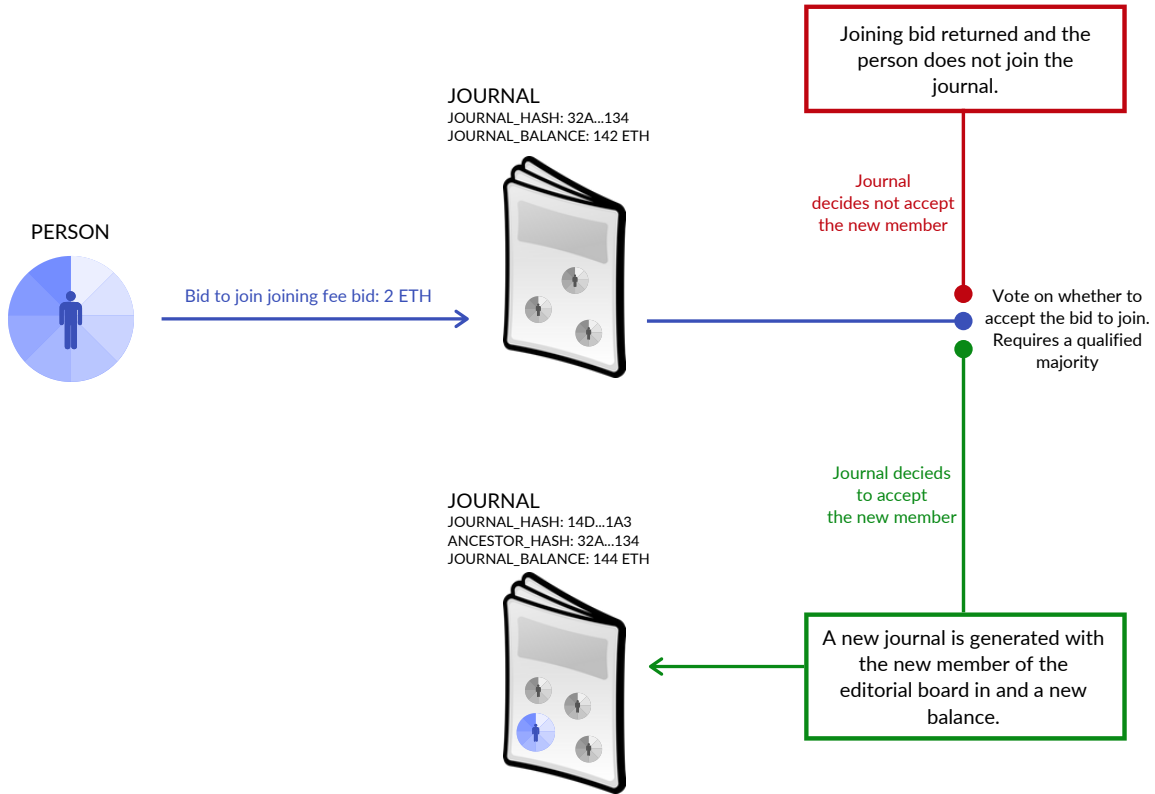 Joining bid returned and the
person does not join the
journal.
JOURNAL
JOURNAL_HASH: 32A...134
JOURNAL_BALANCE: 142 ETH
Journal
decides not accept
the new member
PERSON
Bid to join joining fee bid: 2 ETH
Vote on whether to
accept the bid to join.
Requires a qualified
majority
Journal decieds
to accept
the new member
JOURNAL
JOURNAL_HASH: 14D...1A3
ANCESTOR_HASH: 32A...134
JOURNAL_BALANCE: 144 ETH
A new journal is generated with
the new member of the
editorial board in and a new
balance.